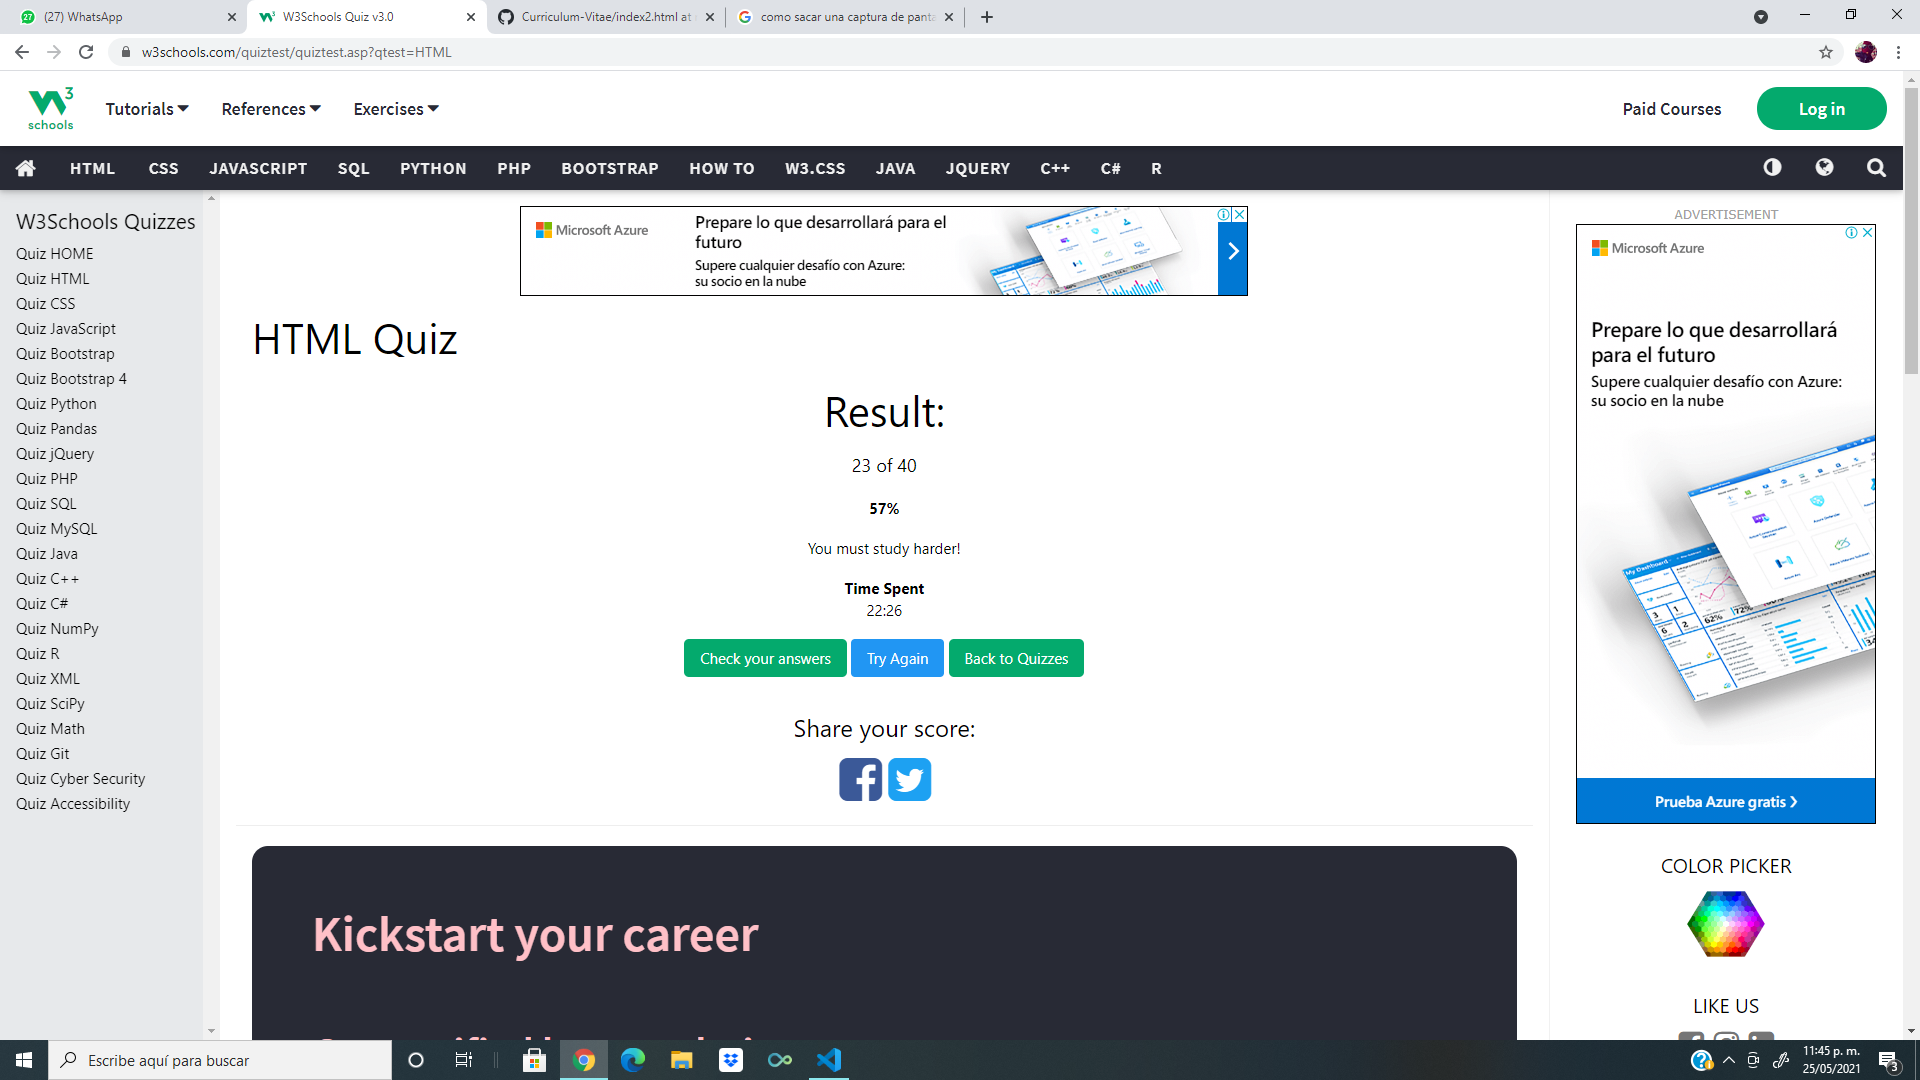 27
(27) WhatsApp
W3Schools Quiz v3.0
Curriculum-Vitae/index2.html at
como sacar una captura de panta
w3schools.com/quiztest/quiztest.asp?qtest=HTML
3
schools
Tutorials
References
Exercises
Paid Courses
Log in
HTML
CSS
JAVASCRIPT
SQL
PYTHON
PHP
BOOTSTRAP
HOW TO
W3.CSS
JAVA
JQUERY
C++
C#
R
W3Schools Quizzes
Quiz HOME
Quiz HTML
Quiz CSS
Quiz JavaScript
Quiz Bootstrap
Quiz Bootstrap 4
Quiz Python
Quiz Pandas
Quiz jQuery
Quiz PHP
Quiz SQL
Quiz MySQL
Quiz Java
Quiz C++
Quiz C#
Quiz NumPy
Quiz R
Quiz XML
Quiz SciPy
Quiz Math
Quiz Git
Quiz Cyber Security
Quiz Accessibility
Microsoft Azure
Prepare lo que desarrollará para el
futuro
Supere cualquier desafío con Azure:
su socio en la nube
HTML Quiz
Result:
23 of 40
57%
You must study harder!
Time Spent
22:26
Check your answers
Try Again
Back to Quizzes
Share your score:
Kickstart your career
ADVERTISEMENT
Microsoft Azure
Prepare lo que desarrollará
para el futuro
Supere cualquier desafío con Azure:
su socio en la nube
My Dashboard
72%
62%
Prueba Azure gratis
COLOR PICKER
LIKE US
Escribe aquí para buscar
11:45 p. m.
25/05/2021
3